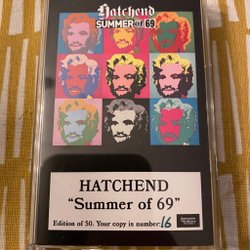 Hatchend
SUMMER of 69
HATCHEND
“Summer of 69”
Edition of 50. Your copy is number: 16